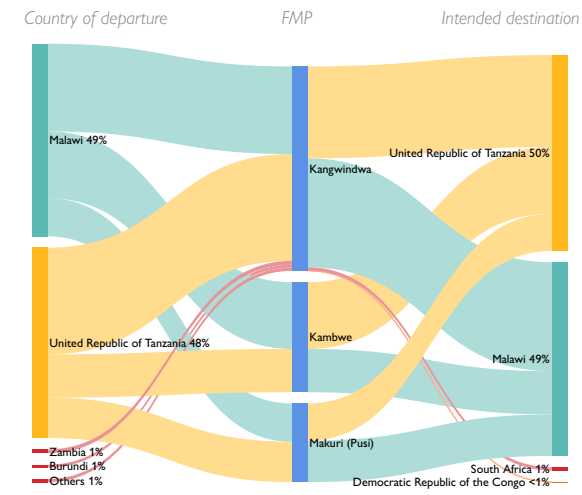 Country of departure
FMP
Intended destination
Malawi 49%
United Republic of Tanzania 50%
Kangwindwa
United Republic of Tanzania 48%
Kambwe
Malawi 49%
Makuri (Pusi)
Zambia 1%
Burundi 1%
Others 1%
South Africa 1%
Democratic Republic of the Congo <1%